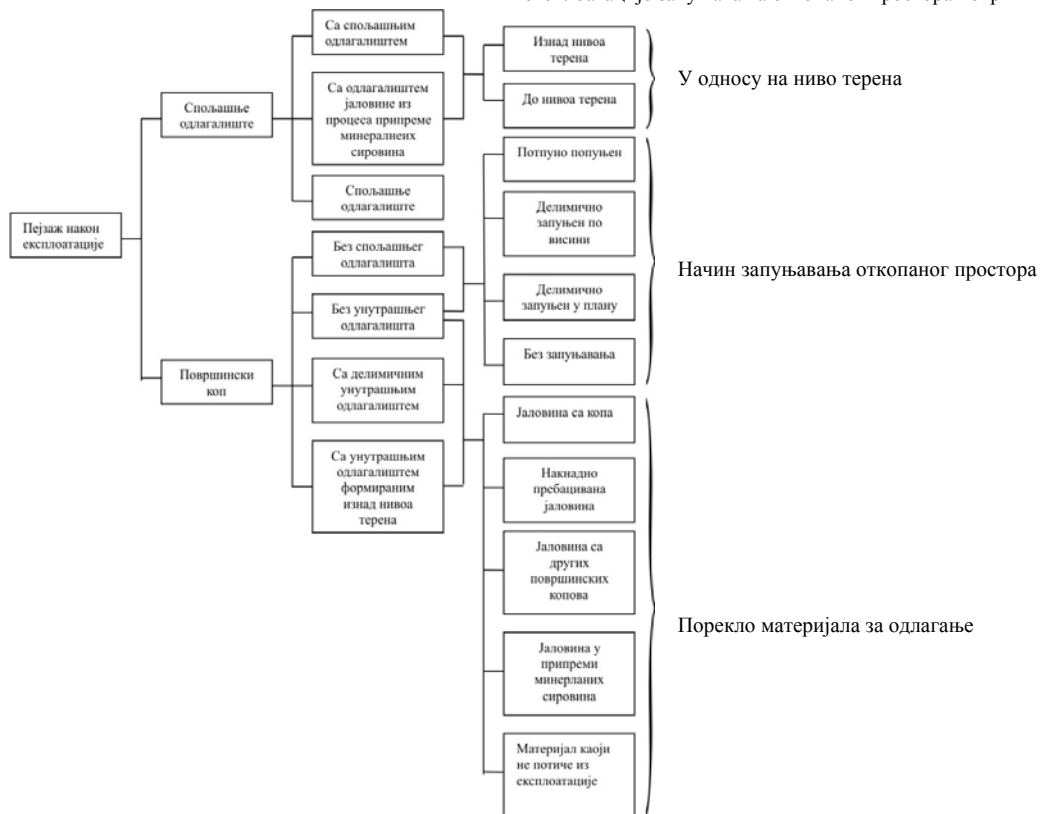 Са спољашњим
одлагалиштем
Са одлагалиштем
јаловине из
процеса припреме
минералнеих
сировина
Спољашње
одлагалиште
Спољашње
одлагалиште
Пејзаж након
експлоатације
Површински
коп
Без спољашњег
одлагалишта
Без унутрашњег
одлагалишта
Са делимичним
унутрашњим
одлагалиштем
Са унутрашњим
одлагалиштем
формираним
изнад нивоа
терена
Изнад нивоа
терена
До нивоа терена
У односу на ниво терена
Потпуно попуњен
Делимично
запуњен по
висини
Делимично
запуњен у плану
Без запуњавања
Начин запуњавања откопаног простора
Јаловина са копа
Накнадно
пребацивана
јаловина
Јаловина са
других
површинских
копова
Јаловина у
припреми
минерланих
сировина
Материјал каоји
не потиче из
експлоатације
Порекло материјала за одлагање